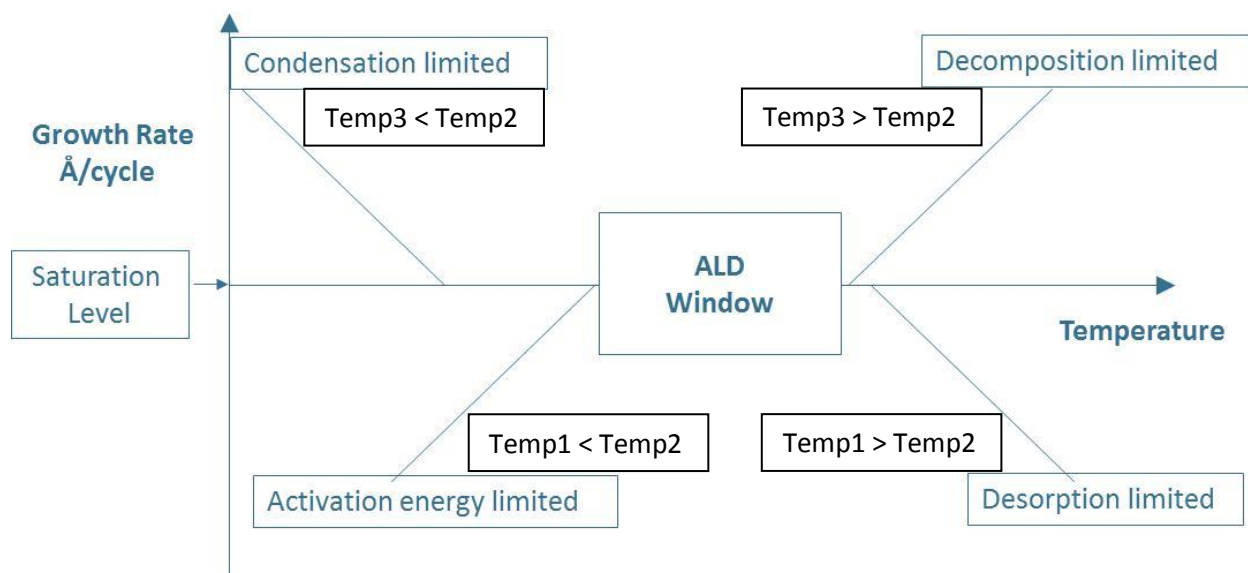 Condensation limited
Decomposition limited
Temp3 < Temp2
Temp3 > Temp2
Growth Rate
Å/cycle
Saturation
Level
ALD
Window
Temperature
Temp1 < Temp2
Temp1 > Temp2
Activation energy limited
Desorption limited